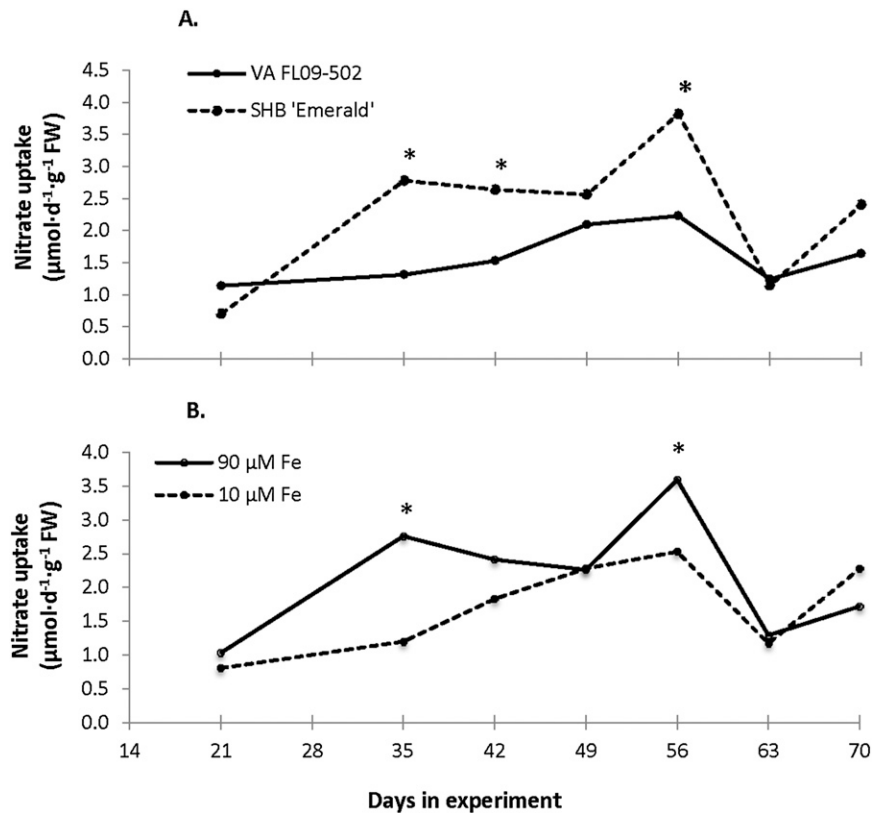 A.
VA FL09-502
SHB 'Emerald'
Nitrate uptake
(µmol·d⁻¹·g⁻¹ FW)
4.5
4.0
3.5
3.0
2.5
2.0
1.5
1.0
0.5
0.0
*
*
*
B.
90 µM Fe
10 µM Fe
Nitrate uptake
(µmol·d⁻¹·g⁻¹ FW)
4.0
3.5
3.0
2.5
2.0
1.5
1.0
0.5
0.0
*
*
14 21 28 35 42 49 56 63 70
Days in experiment